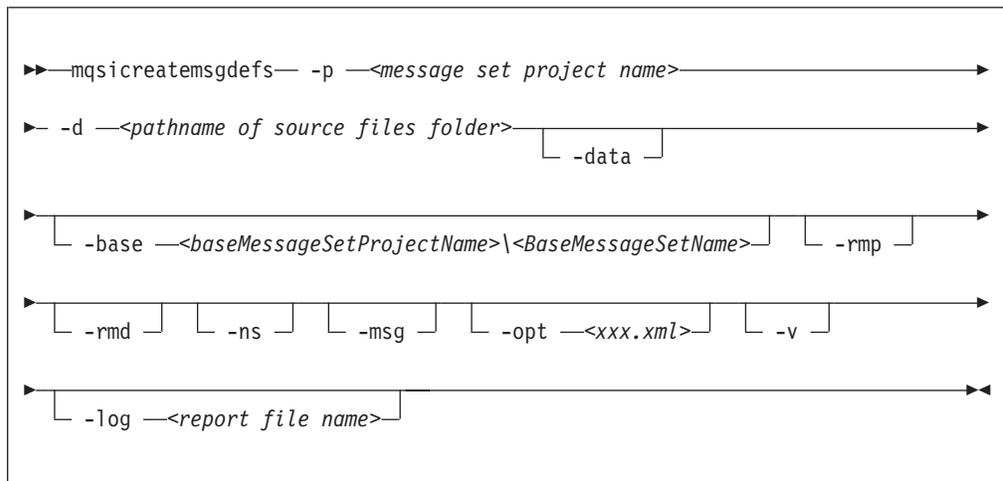 mqsicreatemsgdefs -p <message set project name>
-d <pathname of source files folder>
-data
-base <baseMessageSetProjectName>\<BaseMessageSetName> -rmp
-rmd -ns -msg -opt <xxx.xml> -v
-log <report file name>